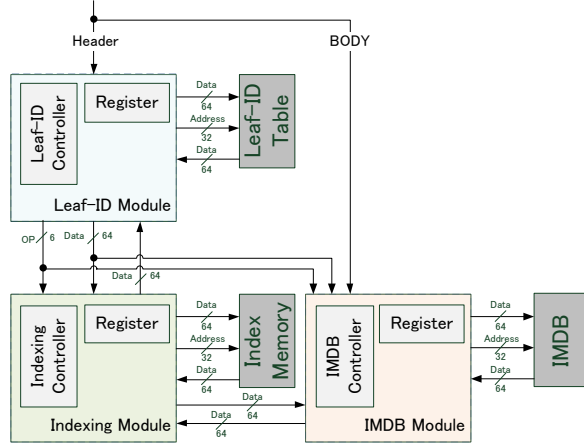 Header
BODY
Leaf-ID
Controller
Register
Data
64
Address
32
Data
64
Leaf-ID
Table
Leaf-ID Module
OP 6
Data 64
Data 64
Indexing
Controller
Register
Data
64
Address
32
Data
64
Index
Memory
Indexing Module
Data
64
Data
64
IMDB
Controller
Register
Data
64
Address
32
Data
64
IMDB
IMDB Module